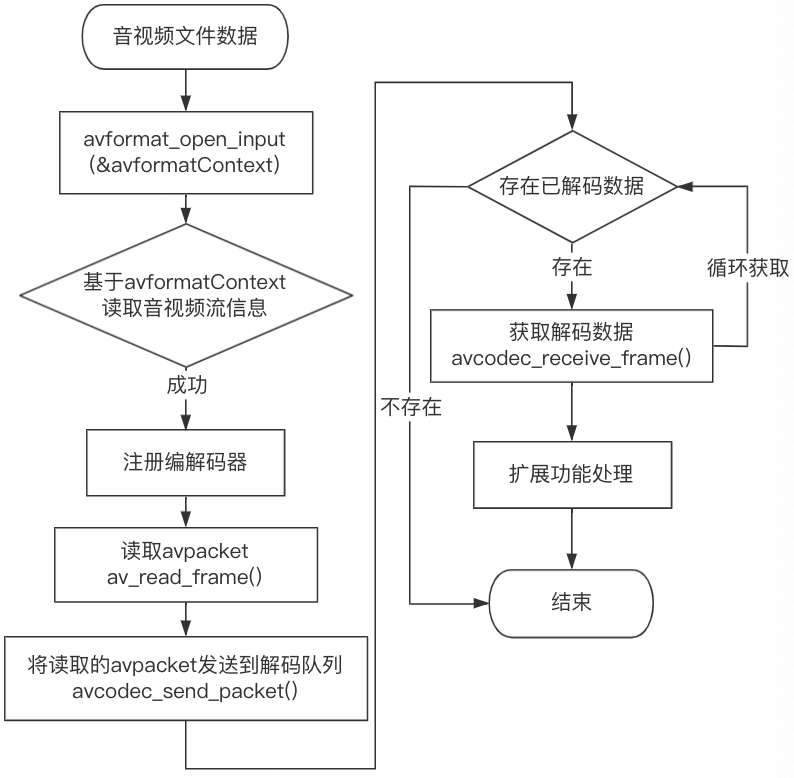 音视频文件数据
avformat_open_input
(&avformatContext)
基于avformatContext
读取音视频流信息
成功
注册编解码器
读取avpacket
av_read_frame()
将读取的avpacket发送到解码队列
avcodec_send_packet()
存在已解码数据
存在
循环获取
获取解码数据
avcodec_receive_frame()
不存在
扩展功能处理
结束